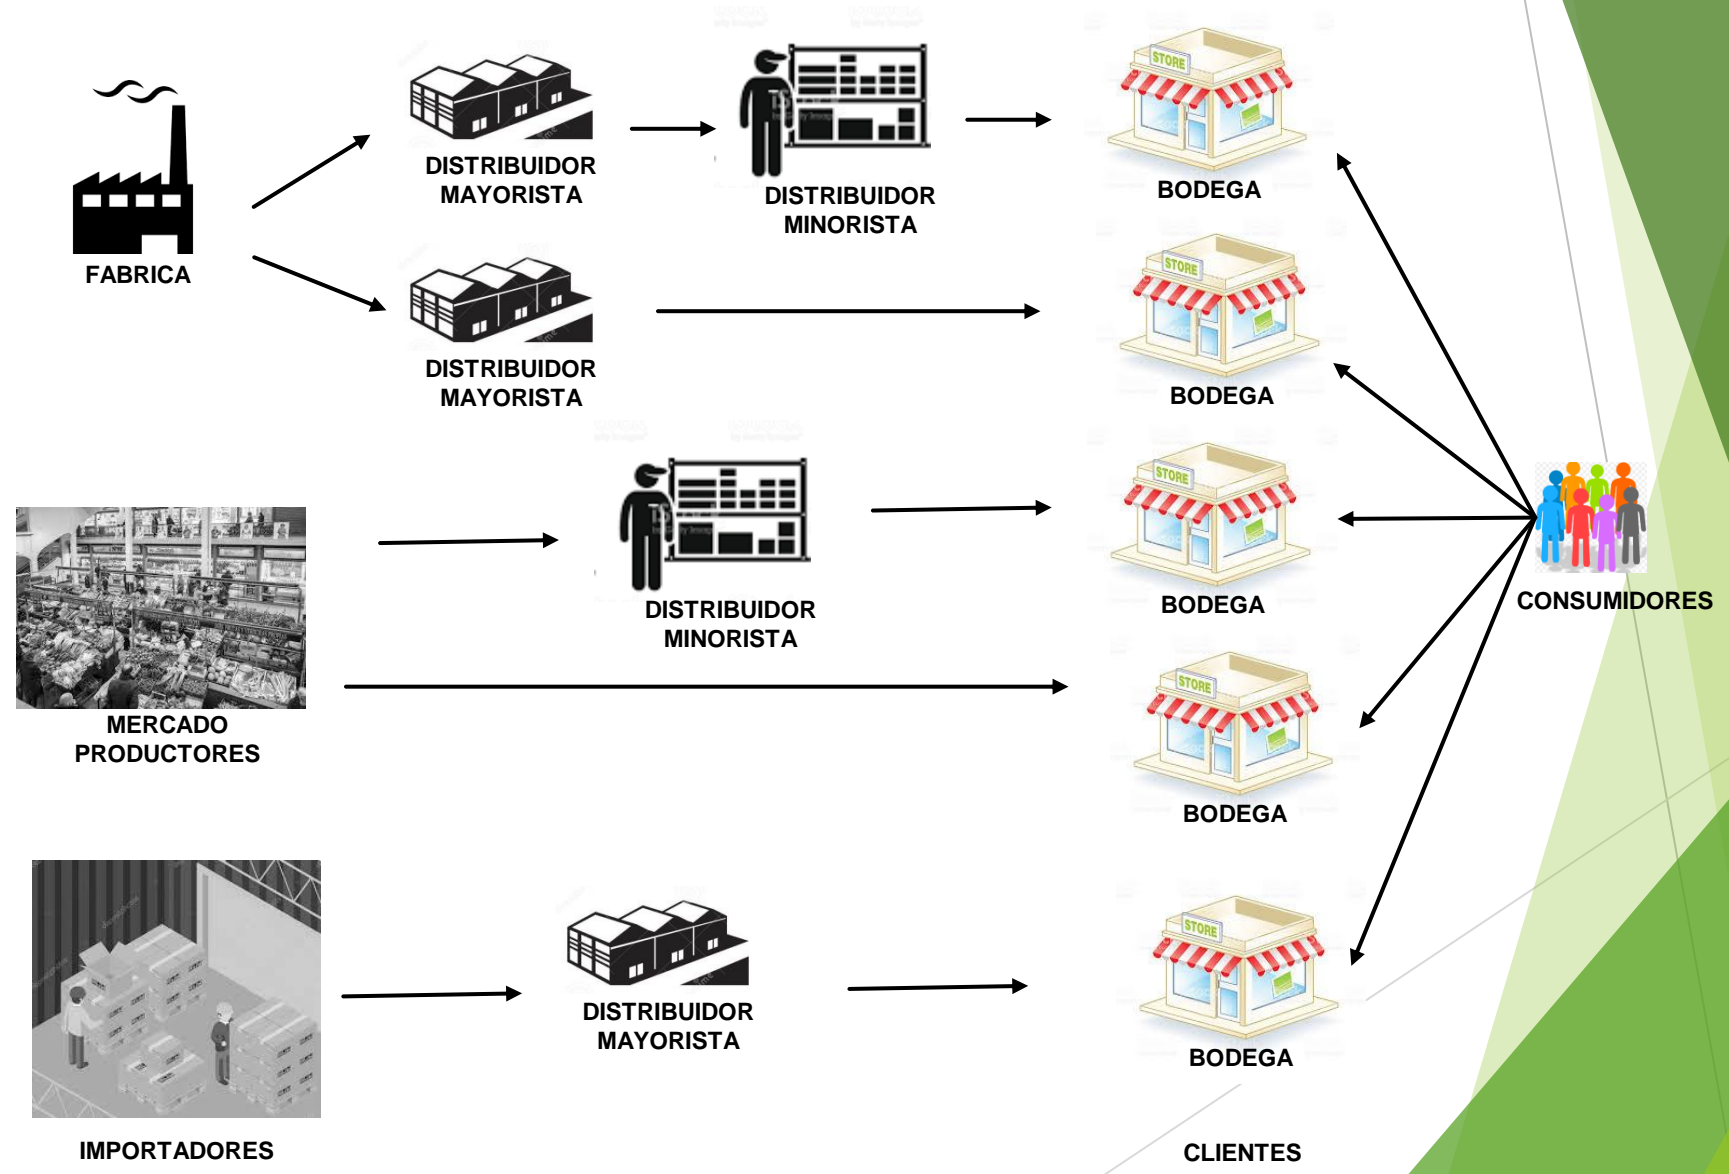 STORE
DISTRIBUIDOR
MAYORISTA
DISTRIBUIDOR
MINORISTA
BODEGA
FABRICA
STORE
DISTRIBUIDOR
MAYORISTA
BODEGA
STORE
DISTRIBUIDOR
MINORISTA
BODEGA
CONSUMIDORES
STORE
MERCADO
PRODUCTORES
BODEGA
STORE
DISTRIBUIDOR
MAYORISTA
BODEGA
IMPORTADORES
CLIENTES